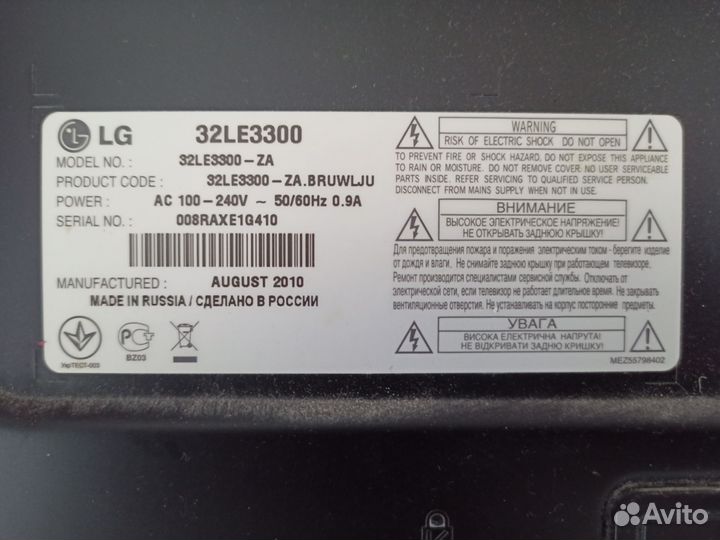 LG 32LE3300
MODEL NO. : 32LE3300-ZA
PRODUCT CODE : 32LE3300-ZA.BRUWLJU
POWER : AC 100-240V ~ 50/60Hz 0.9A
SERIAL NO. : 008RAXE1G410
MANUFACTURED : AUGUST 2010
MADE IN RUSSIA / СДЕЛАНО В РОССИИ
УкрТЕСТ-003
PC
BZ03
WARNING
RISK OF ELECTRIC SHOCK DO NOT OPEN
TO PREVENT FIRE OR SHOCK HAZARD, DO NOT EXPOSE THIS APPLIANCE
TO RAIN OR MOISTURE. DO NOT REMOVE COVER: NO USER-SERVICEABLE
PARTS INSIDE. REFER SERVICING TO QUALIFIED SERVICE PERSON.
DISCONNECT FROM MAINS SUPPLY WHEN NOT IN USE.
ВНИМАНИЕ
ВЫСОКОЕ ЭЛЕКТРИЧЕСКОЕ НАПРЯЖЕНИЕ!
НЕ ОТКРЫВАТЬ ЗАДНЮЮ КРЫШКУ!
Для предотвращения пожара и поражения электрическим током - берегите изделие
от дождя и влаги. Не снимайте заднюю крышку при работающем телевизоре.
Ремонт производится специалистами сервисной службы. Отключать от
электрической сети, если телевизор не работает длительное время. Не закрывать
вентиляционные отверстия. Не устанавливать на корпус посторонние предметы.
УВАГА
ВИСОКА ЕЛЕКТРИЧНА НАПРУГА!
НЕ ВІДКРИВАТИ ЗАДНЮ КРИШКУ!
MEZ55798402
Avito